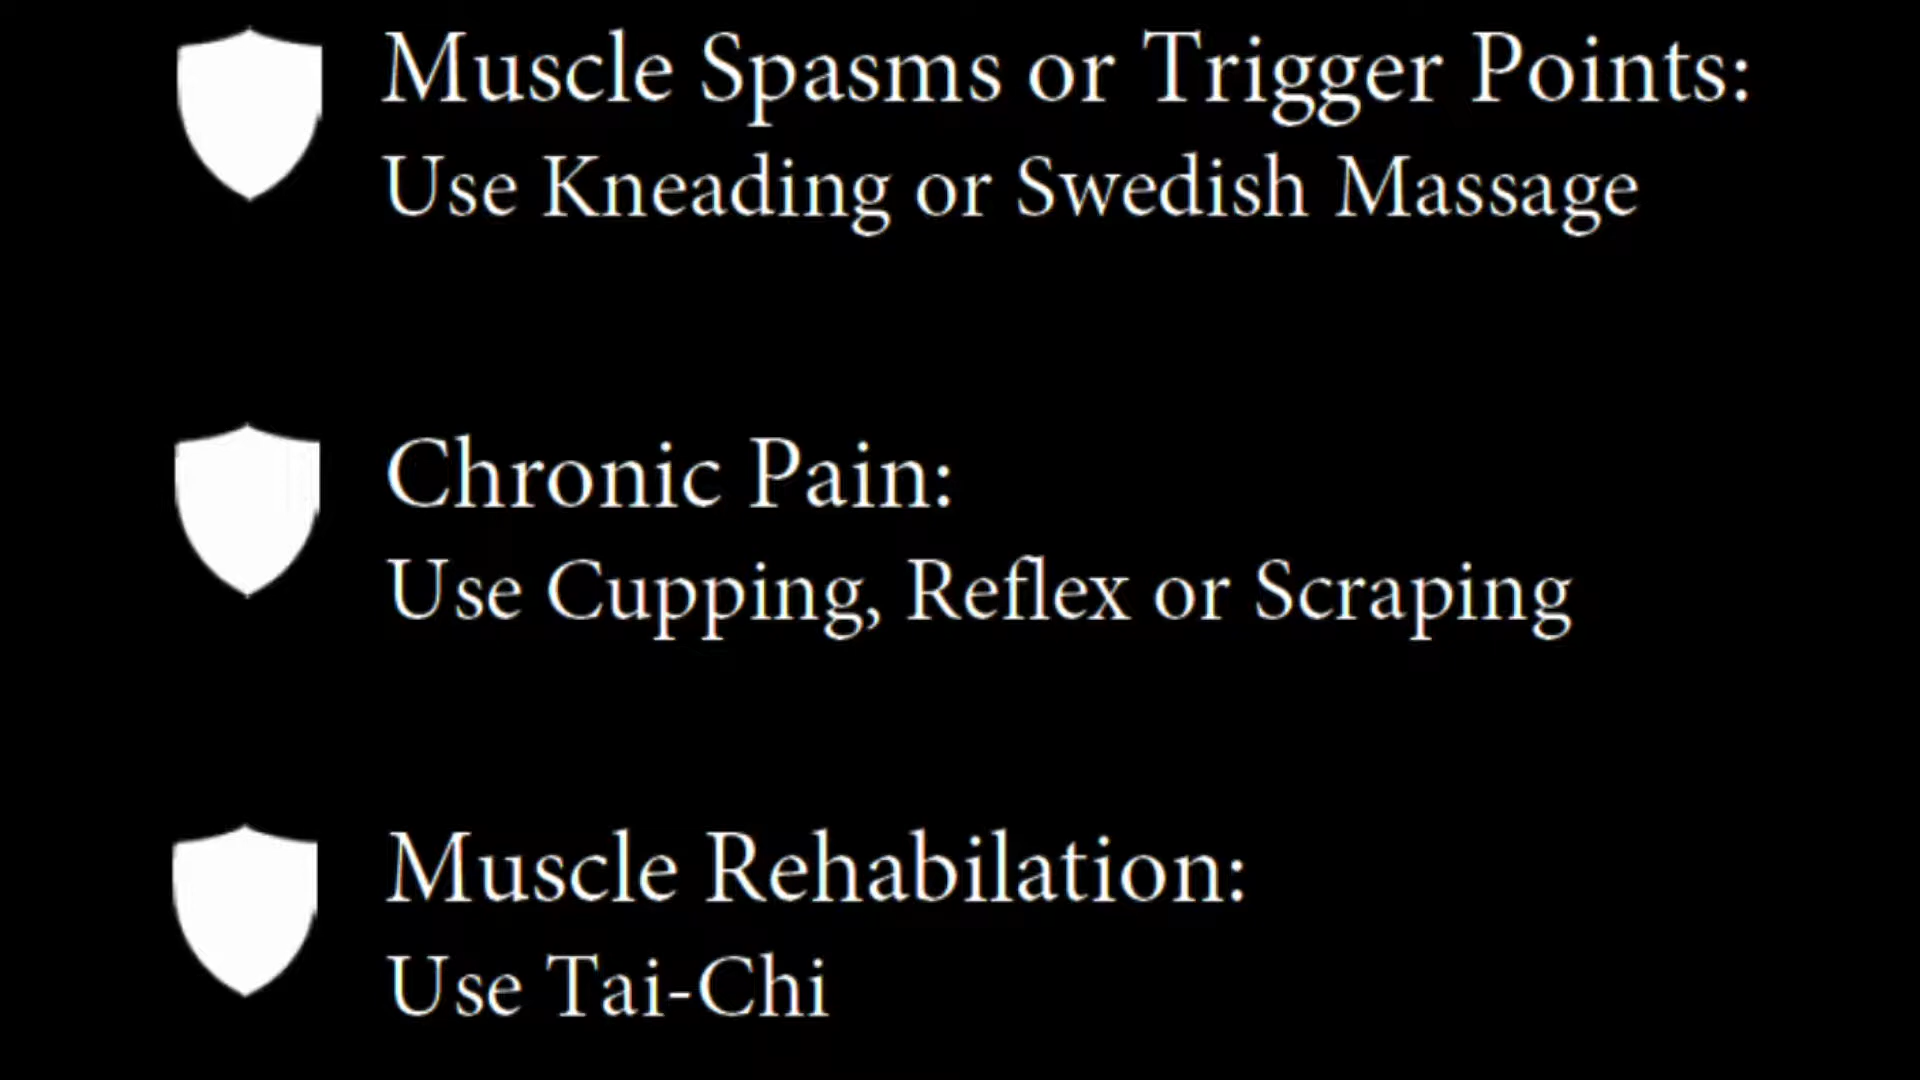 Muscle Spasms or Trigger Points:
Use Kneading or Swedish Massage
Chronic Pain:
Use Cupping, Reflex or Scraping
Muscle Rehabilation:
Use Tai-Chi